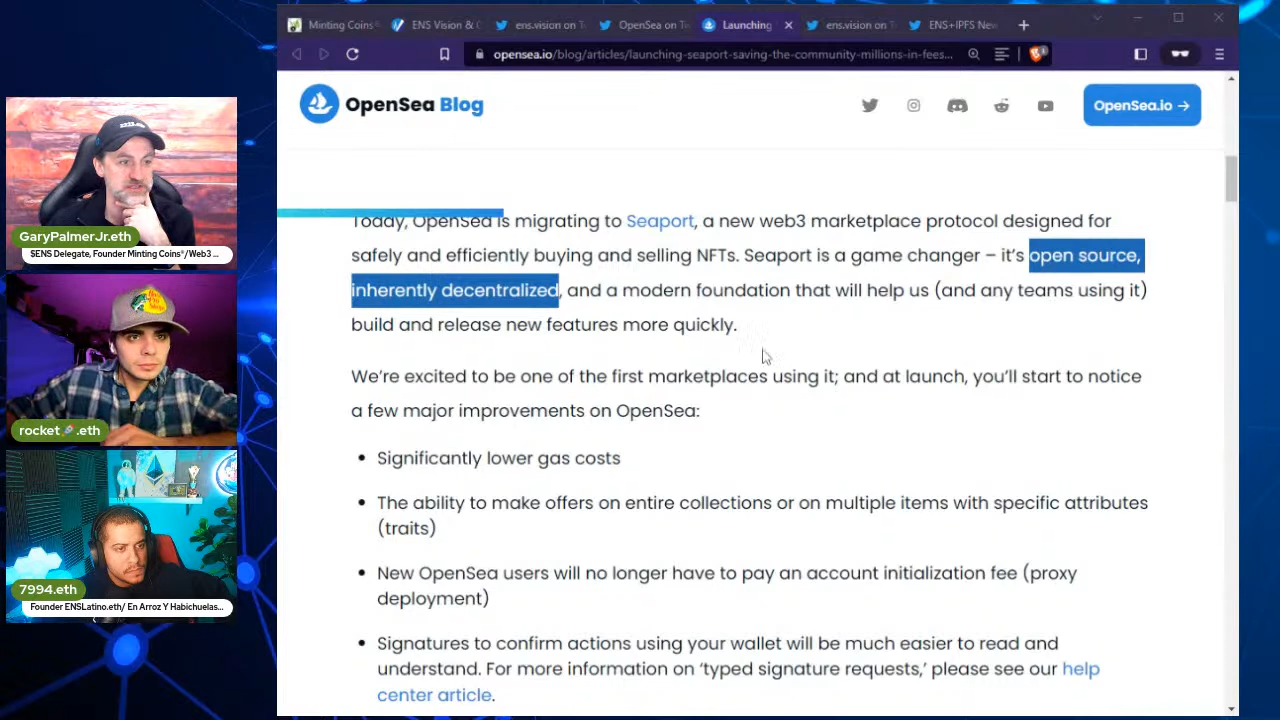 Minting Coins®
ENS Vision & C
ens.vision on T
OpenSea on Tw
Launching
ens.vision on T
ENS+IPFS New
opensea.io/blog/articles/launching-seaport-saving-the-community-millions-in-fees...
OpenSea Blog
OpenSea.io →
Today, OpenSea is migrating to Seaport, a new web3 marketplace protocol designed for
safely and efficiently buying and selling NFTs. Seaport is a game changer – it's open source,
inherently decentralized, and a modern foundation that will help us (and any teams using it)
build and release new features more quickly.
We're excited to be one of the first marketplaces using it; and at launch, you'll start to notice
a few major improvements on OpenSea:
• Significantly lower gas costs
• The ability to make offers on entire collections or on multiple items with specific attributes
(traits)
• New OpenSea users will no longer have to pay an account initialization fee (proxy
deployment)
• Signatures to confirm actions using your wallet will be much easier to read and
understand. For more information on 'typed signature requests,' please see our help
center article.
GaryPalmerJr.eth
$ENS Delegate, Founder Minting Coins®/Web3 ...
rocket🚀.eth
7994.eth
Founder ENSLatino.eth/ En Arroz Y Habichuelas...